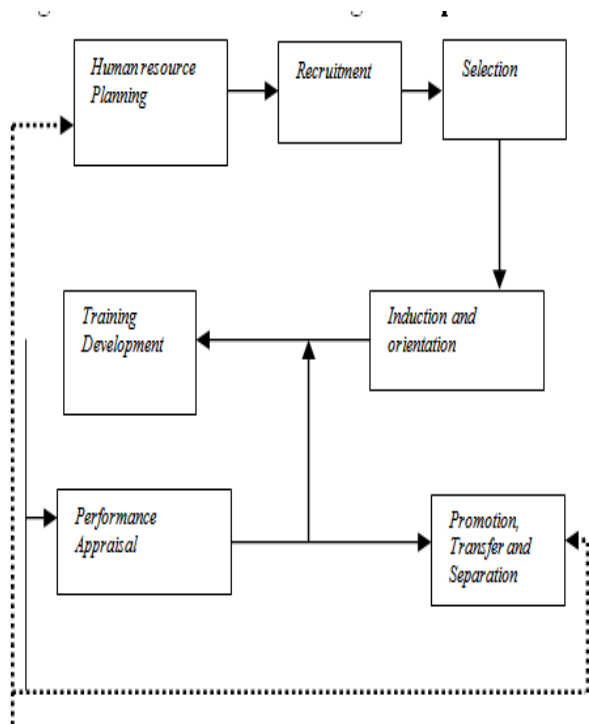 Human resource
Planning
Recruitment
Selection
Training
Development
Induction and
orientation
Performance
Appraisal
Promotion,
Transfer and
Separation